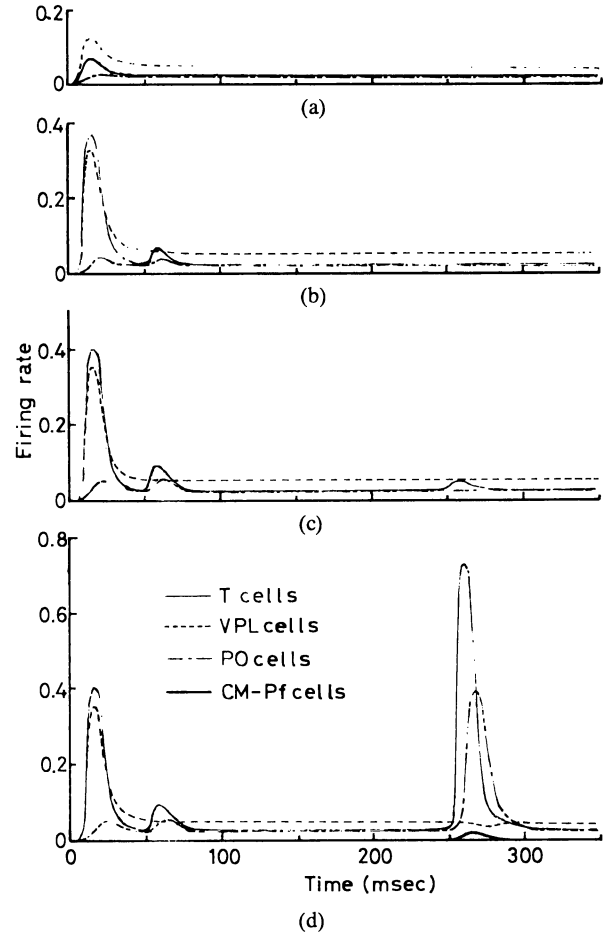 0.2
0
(a)
0.4
0.2
0
(b)
0.4
0.2
0
(c)
Firing rate
0.8
0.6
0.4
0.2
0
T cells
VPL cells
PO cells
CM-Pf cells
0 100 200 300
Time (msec)
(d)